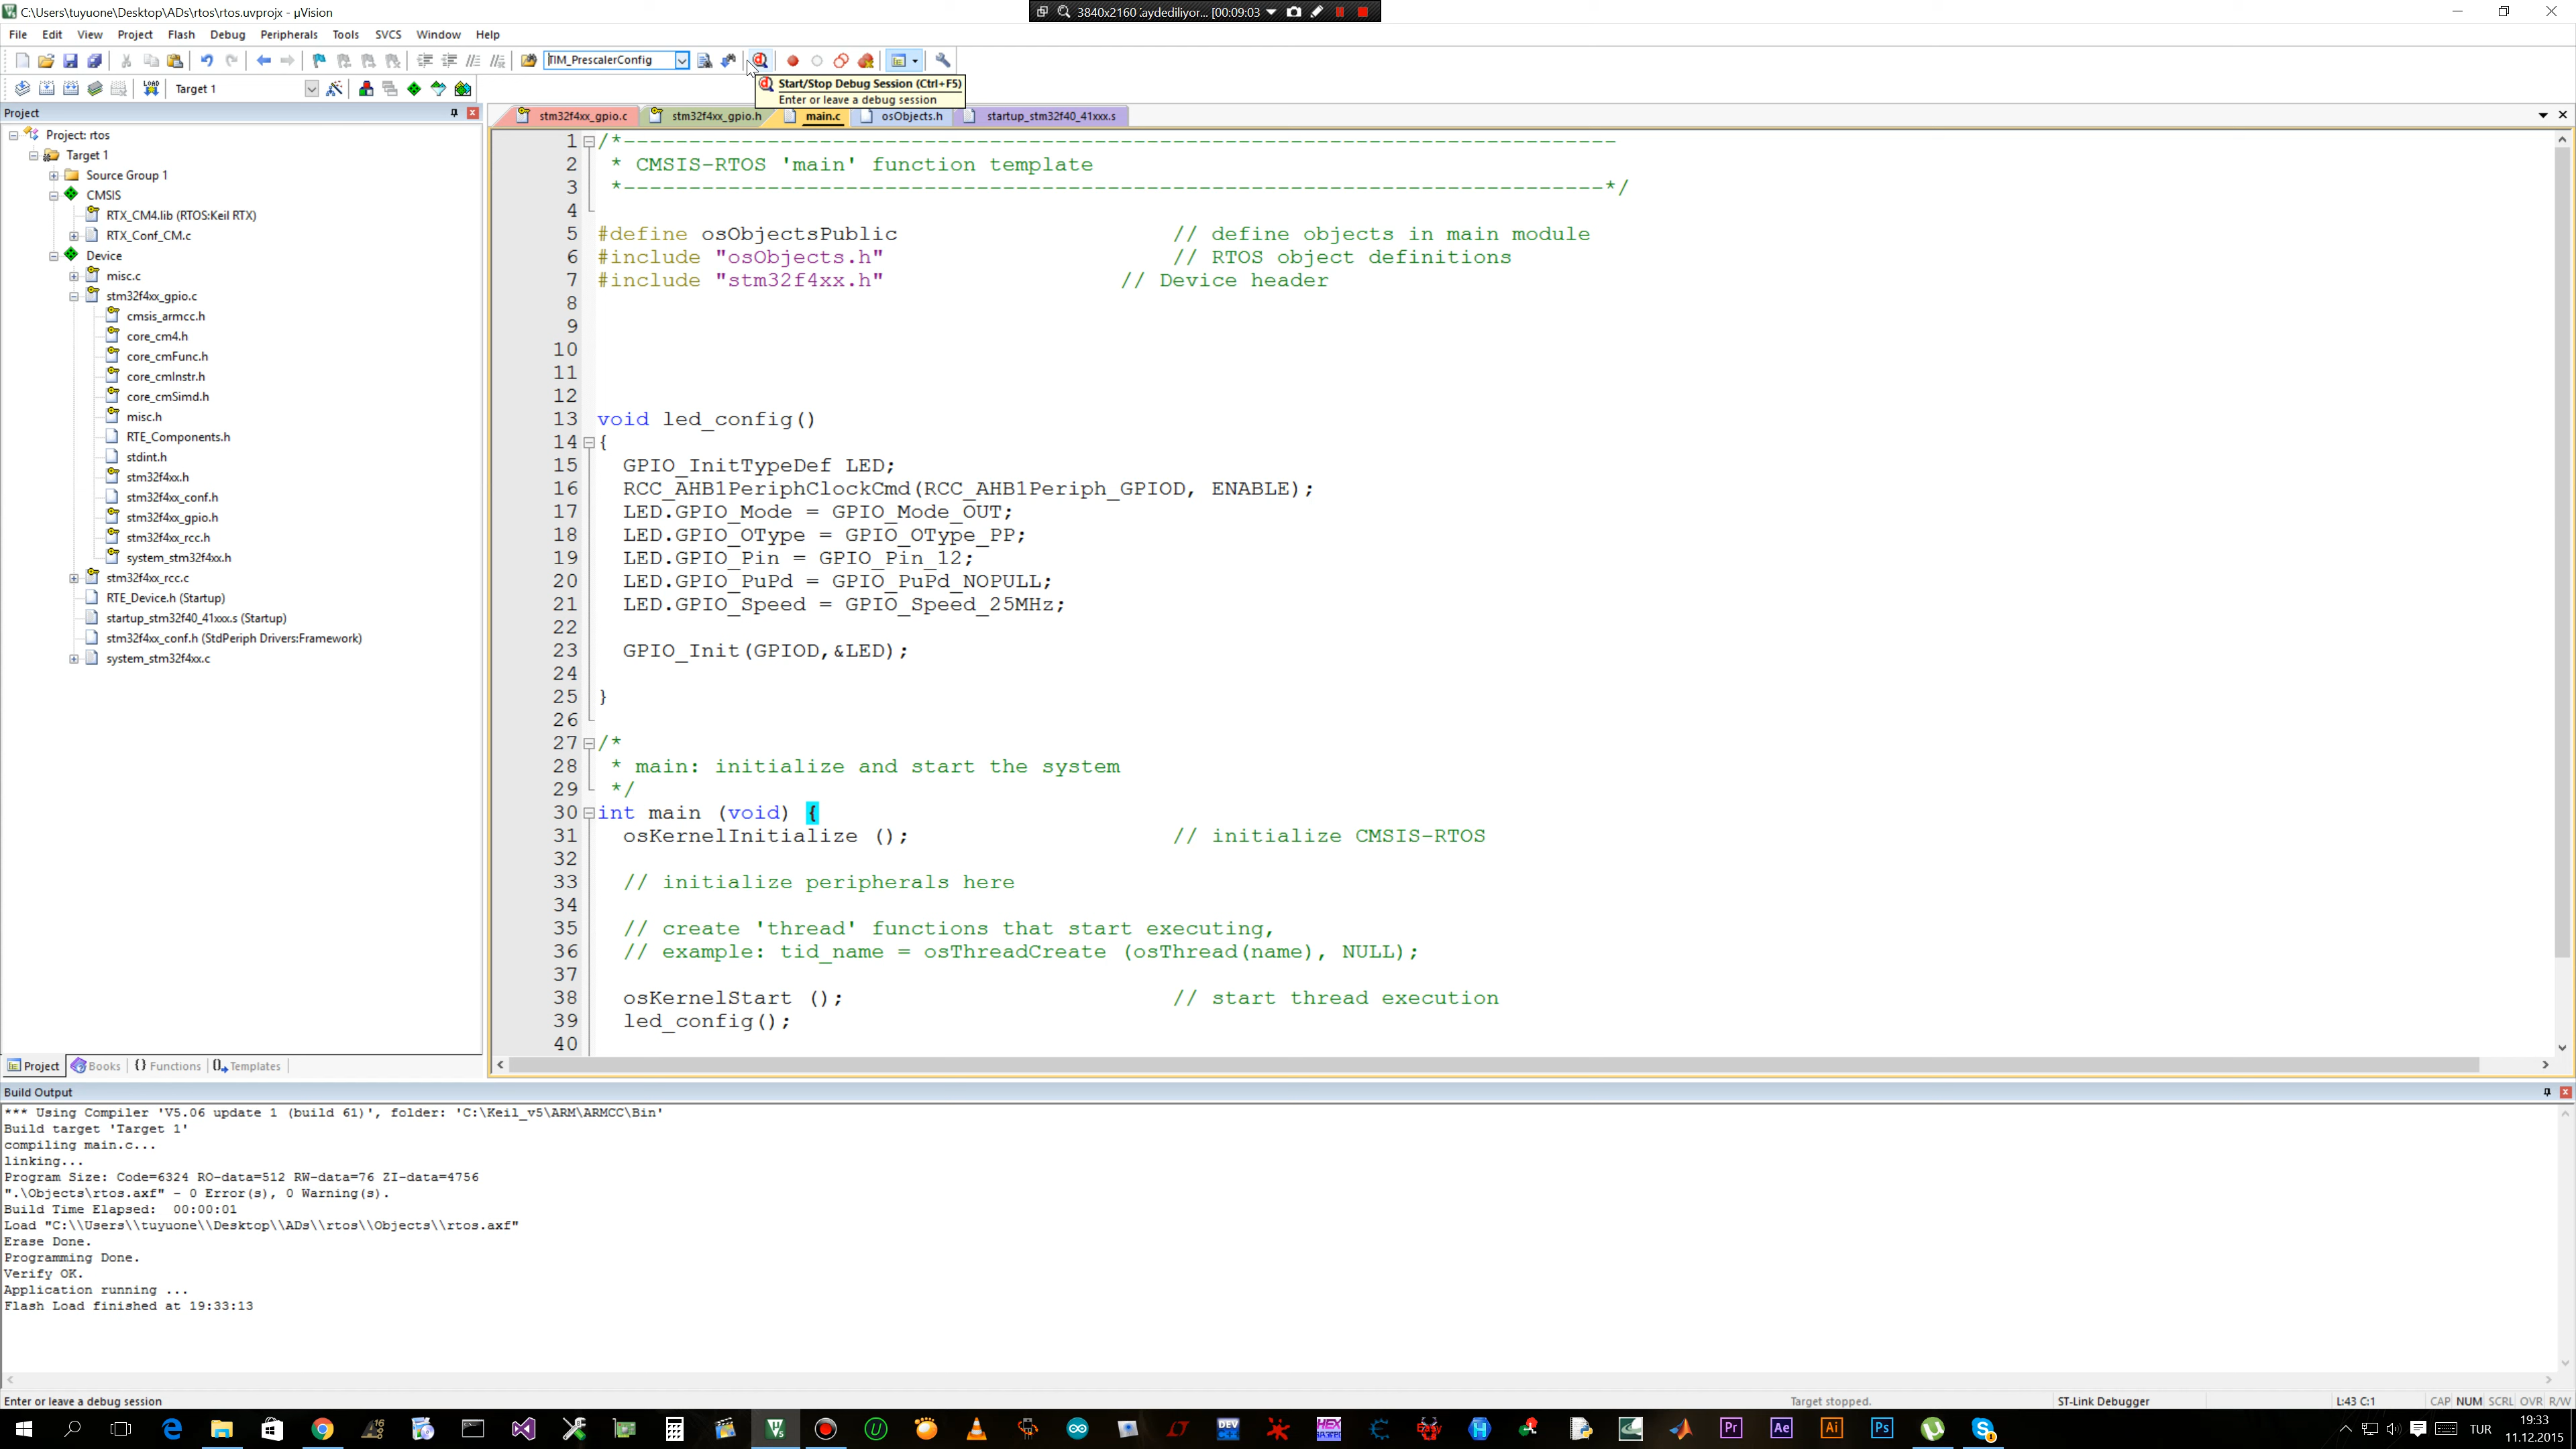 C:\Users\tuyuone\Desktop\ADs\rtos\rtos.uvprojx - µVision
3840x2160 :aydediliyor... [00:09:03]
File Edit View Project Flash Debug Peripherals Tools SVCS Window Help
TIM_PrescalerConfig
LOAD Target 1
Start/Stop Debug Session (Ctrl+F5)
Enter or leave a debug session
Project
stm32f4xx_gpio.c stm32f4xx_gpio.h main.c osObjects.h startup_stm32f40_41xxx.s
Project: rtos
Target 1
Source Group 1
CMSIS
RTX_CM4.lib (RTOS:Keil RTX)
RTX_Conf_CM.c
Device
misc.c
stm32f4xx_gpio.c
cmsis_armcc.h
core_cm4.h
core_cmFunc.h
core_cmInstr.h
core_cmSimd.h
misc.h
RTE_Components.h
stdint.h
stm32f4xx.h
stm32f4xx_conf.h
stm32f4xx_gpio.h
stm32f4xx_rcc.h
system_stm32f4xx.h
stm32f4xx_rcc.c
RTE_Device.h (Startup)
startup_stm32f40_41xxx.s (Startup)
stm32f4xx_conf.h (StdPeriph Drivers:Framework)
system_stm32f4xx.c
1 /*----------------------------------------------------------------------------
2 * CMSIS-RTOS 'main' function template
3 *---------------------------------------------------------------------------*/
4
5 #define osObjectsPublic // define objects in main module
6 #include "osObjects.h" // RTOS object definitions
7 #include "stm32f4xx.h" // Device header
8
9
10
11
12
13 void led_config()
14 {
15 GPIO_InitTypeDef LED;
16 RCC_AHB1PeriphClockCmd(RCC_AHB1Periph_GPIOD, ENABLE);
17 LED.GPIO_Mode = GPIO_Mode_OUT;
18 LED.GPIO_OType = GPIO_OType_PP;
19 LED.GPIO_Pin = GPIO_Pin_12;
20 LED.GPIO_PuPd = GPIO_PuPd_NOPULL;
21 LED.GPIO_Speed = GPIO_Speed_25MHz;
22
23 GPIO_Init(GPIOD,&LED);
24
25 }
26
27 /*
28 * main: initialize and start the system
29 */
30 int main (void) {
31 osKernelInitialize (); // initialize CMSIS-RTOS
32
33 // initialize peripherals here
34
35 // create 'thread' functions that start executing,
36 // example: tid_name = osThreadCreate (osThread(name), NULL);
37
38 osKernelStart (); // start thread execution
39 led_config();
40
Project Books {} Functions Templates
Build Output
*** Using Compiler 'V5.06 update 1 (build 61)', folder: 'C:\Keil_v5\ARM\ARMCC\Bin'
Build target 'Target 1'
compiling main.c...
linking...
Program Size: Code=6324 RO-data=512 RW-data=76 ZI-data=4756
".\Objects\rtos.axf" - 0 Error(s), 0 Warning(s).
Build Time Elapsed: 00:00:01
Load "C:\\Users\\tuyuone\\Desktop\\ADs\\rtos\\Objects\\rtos.axf"
Erase Done.
Programming Done.
Verify OK.
Application running ...
Flash Load finished at 19:33:13
Enter or leave a debug session Target stopped. ST-Link Debugger L:43 C:1 CAP NUM SCRL OVR R/W
TUR 19:33
11.12.2015